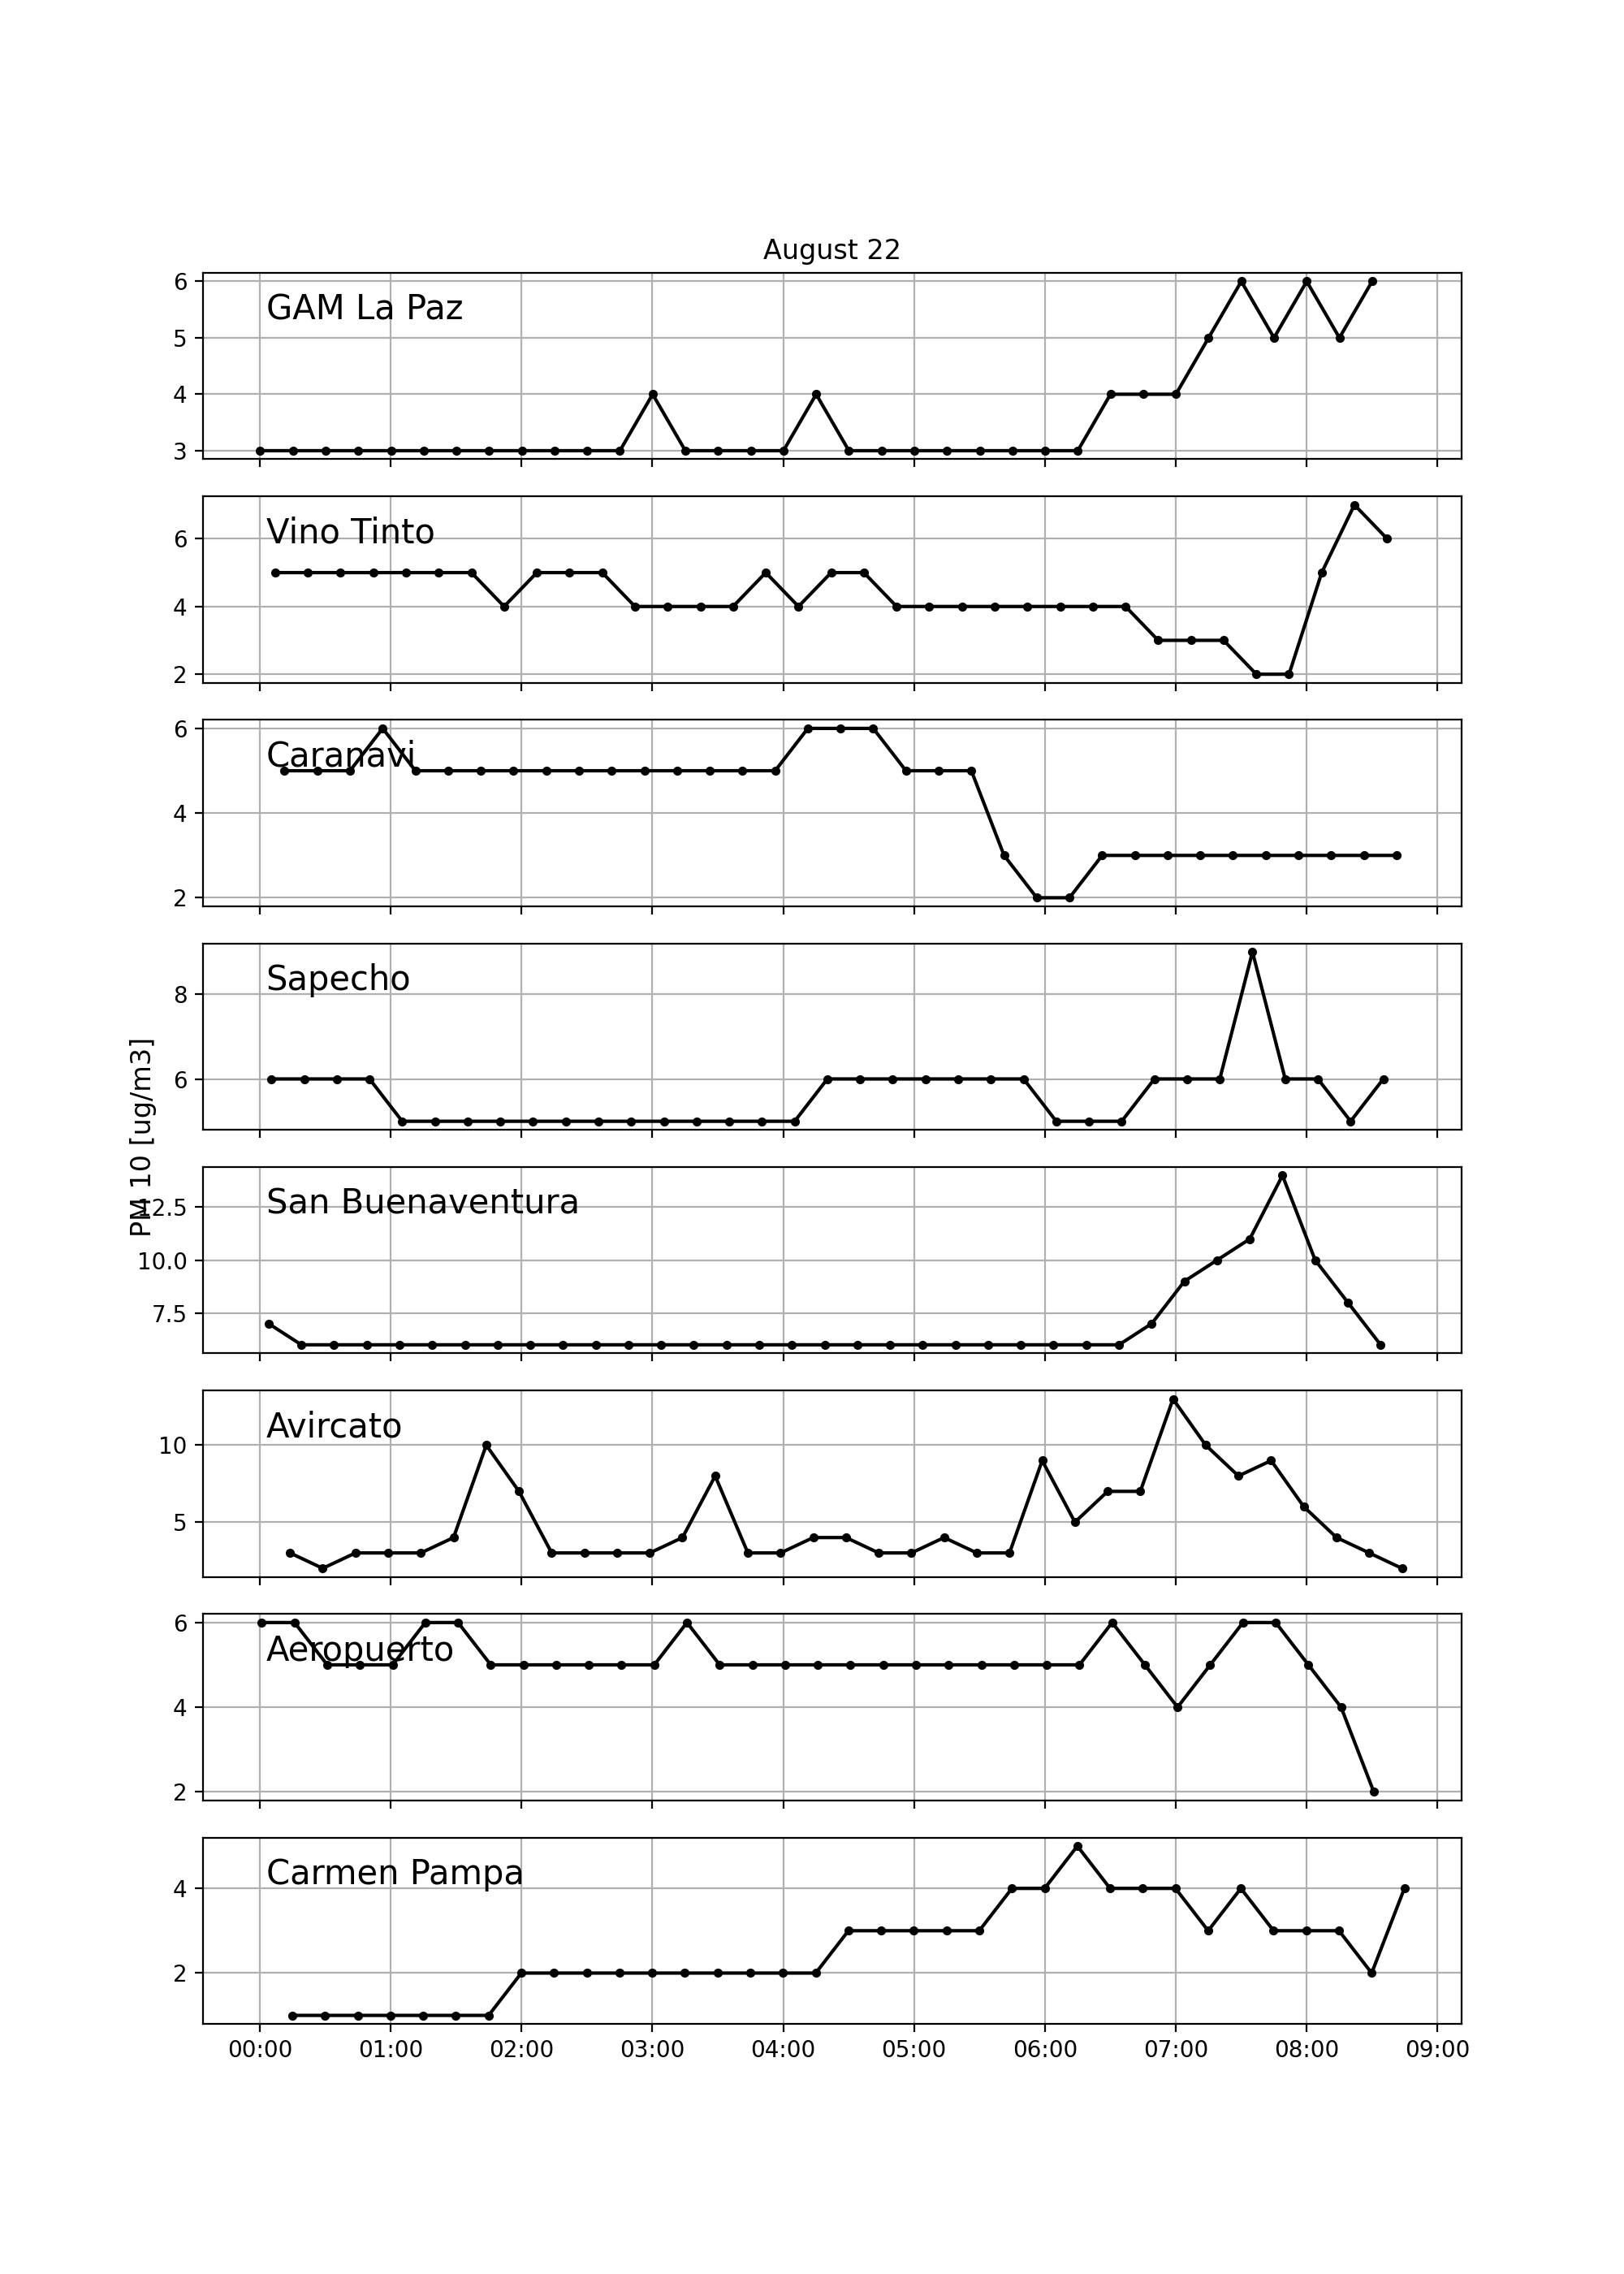 August 22
6
GAM La Paz
5
4
3
Vino Tinto
6
4
2
6
Caranavi
4
2
Sapecho
8
6
PM 10 [ug/m3]
San Buenaventura
12.5
10.0
7.5
Avircato
10
5
6
Aeropuerto
4
2
Carmen Pampa
4
2
00:00 01:00 02:00 03:00 04:00 05:00 06:00 07:00 08:00 09:00